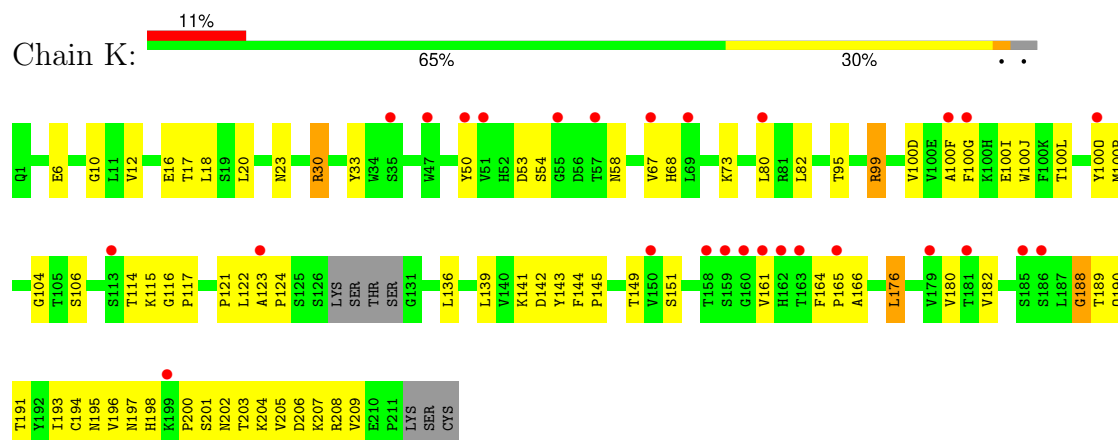 11%
Chain K:
65% 30% • •
Q1 E6 G10 L11 V12 E16 T17 L18 S19 L20 N23 R30 Y33 W34 S35 W47 Y50 V51 H52 D53 S54 G55 D56 T57 N58 V67 H68 L69 K73 L80 R81 L82 T95 R99 V100D V100E A100F F100G K100H E100I W100J F100K T100L Y100O
G104 T105 S106 S113 T114 K115 G116 P117 P121 L122 A123 P124 S125 S126 LYS SER THR SER G131 L136 L139 V140 K141 D142 Y143 F144 P145 T149 V150 S151 T158 S159 G160 V161 H162 T163 F164 P165 A166 L176 V179 V180 T181 V182 S185 S186 L187 G188 T189
T191 Y192 I193 C194 N195 V196 N197 H198 K199 P200 S201 N202 T203 K204 V205 D206 K207 R208 V209 E210 P211 LYS SER CYS